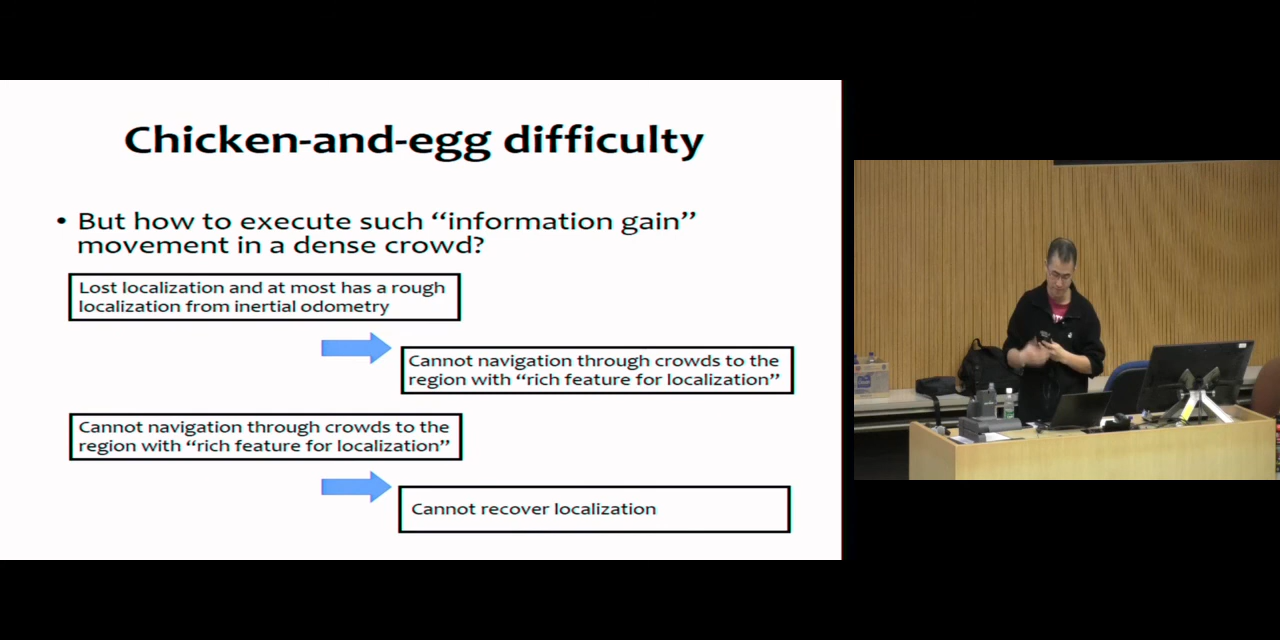 Chicken-and-egg difficulty
• But how to execute such “information gain”
movement in a dense crowd?
Lost localization and at most has a rough
localization from inertial odometry
Cannot navigation through crowds to the
region with “rich feature for localization”
Cannot navigation through crowds to the
region with “rich feature for localization”
Cannot recover localization